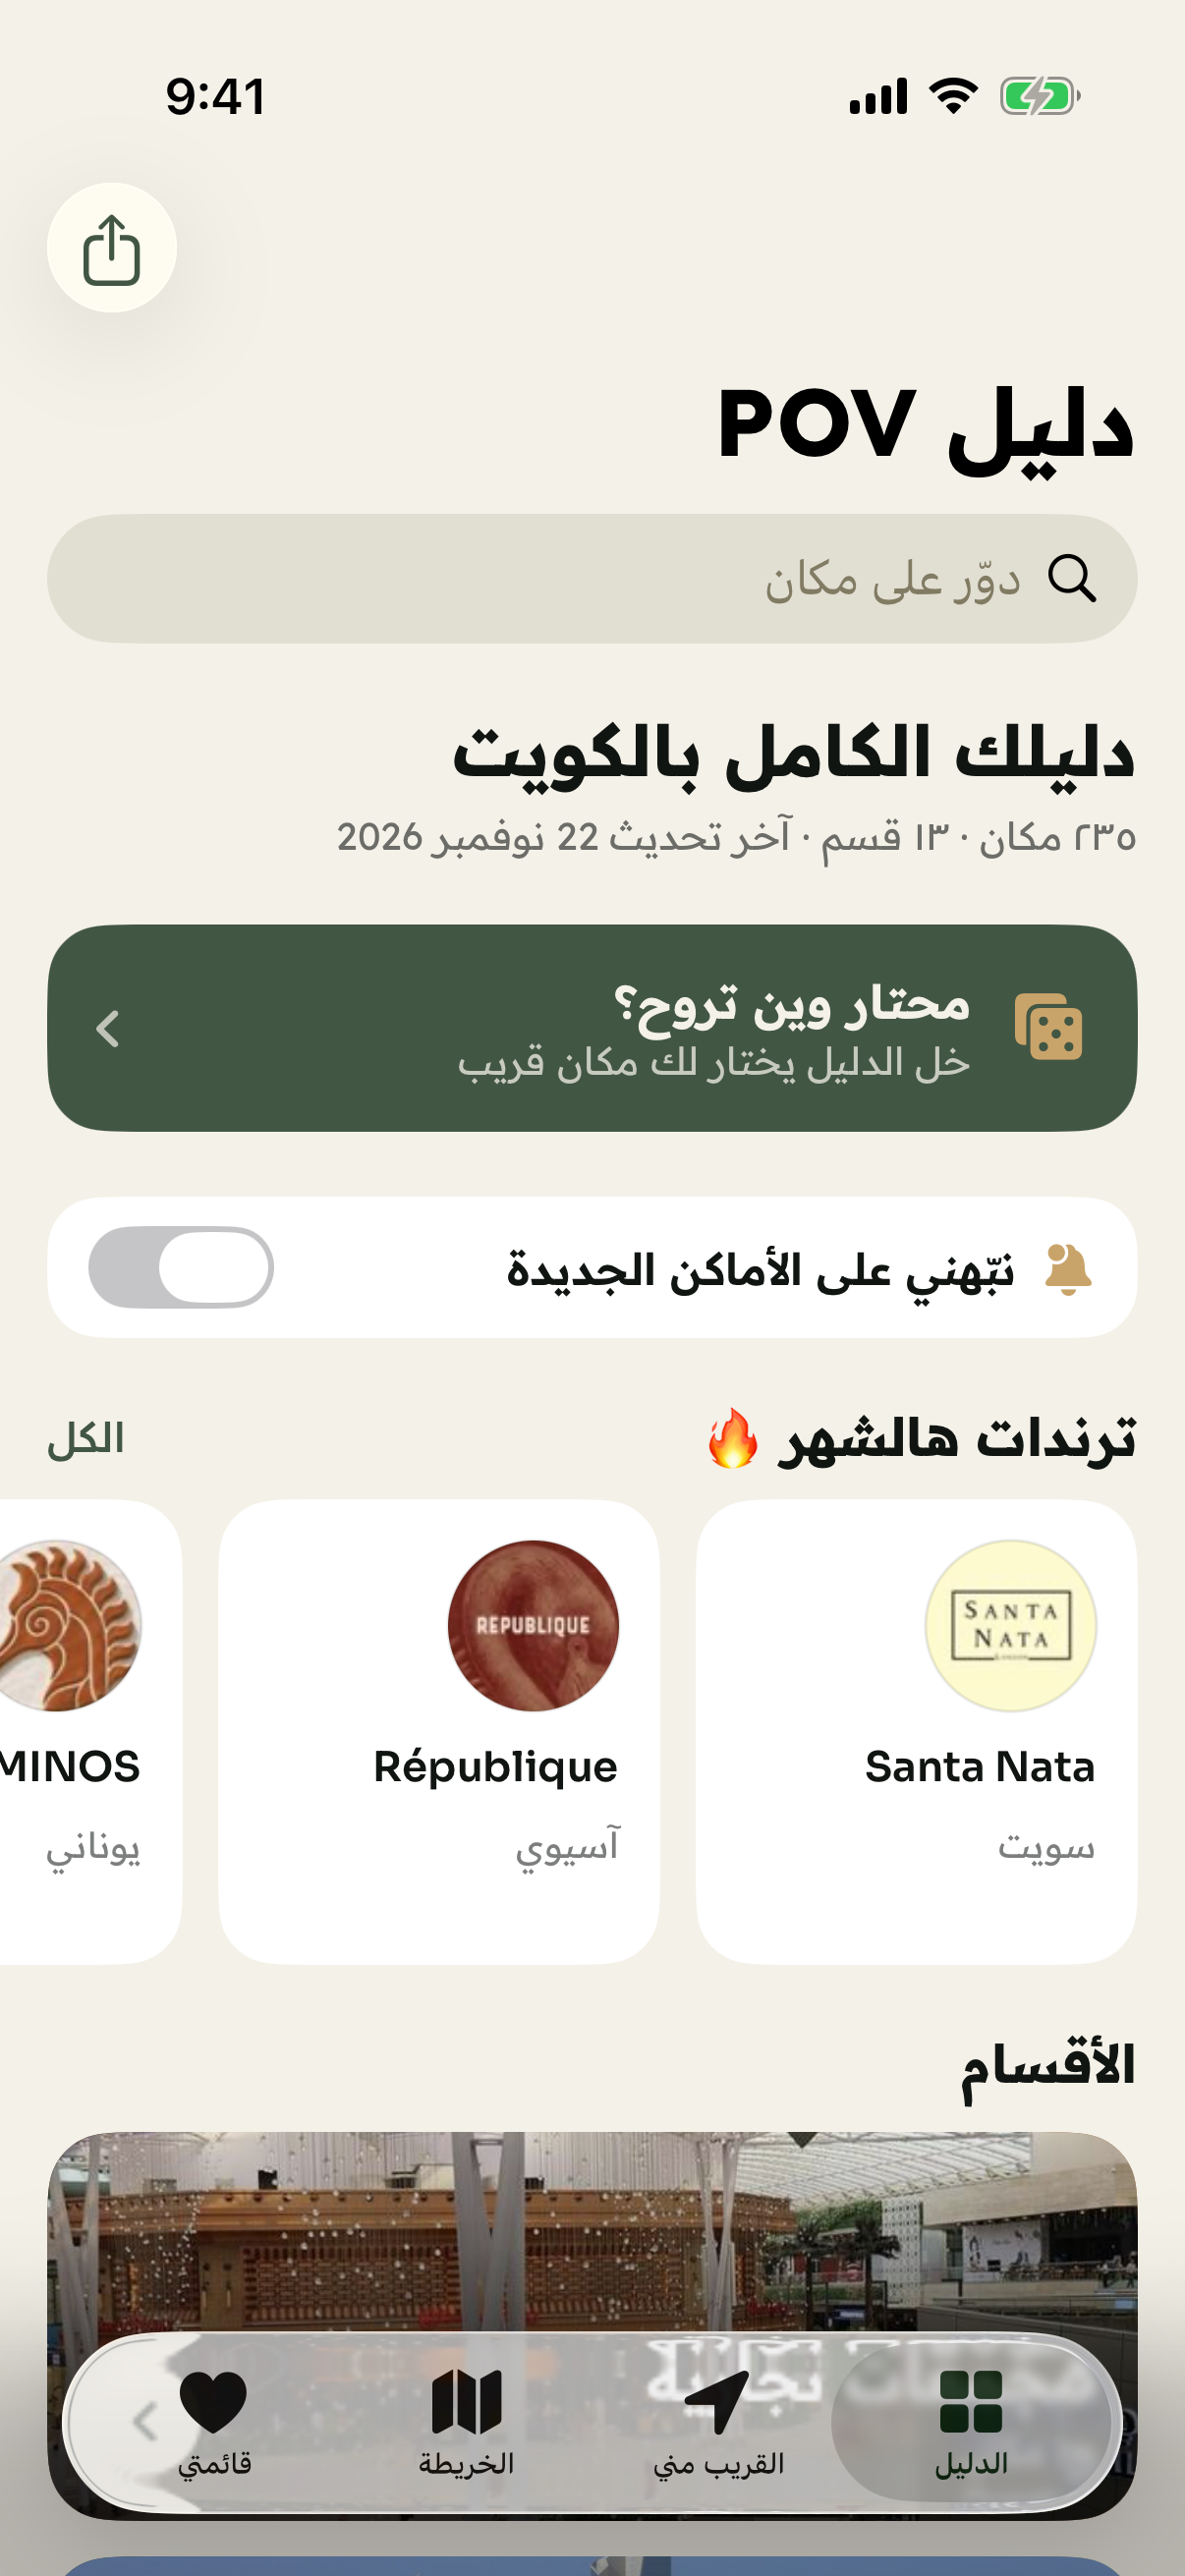 9:41
دليل POV
دوّر على مكان
دليلك الكامل بالكويت
٢٣٥ مكان · ١٣ قسم · آخر تحديث 22 نوفمبر 2026
محتار وين تروح؟
خل الدليل يختار لك مكان قريب
نبّهني على الأماكن الجديدة
ترندات هالشهر 🔥
الكل
SANTA
NATA
REPUBLIQUE
Santa Nata
République
MINOS
سويت
آسيوي
يوناني
الأقسام
الدليل
القريب مني
الخريطة
قائمتي